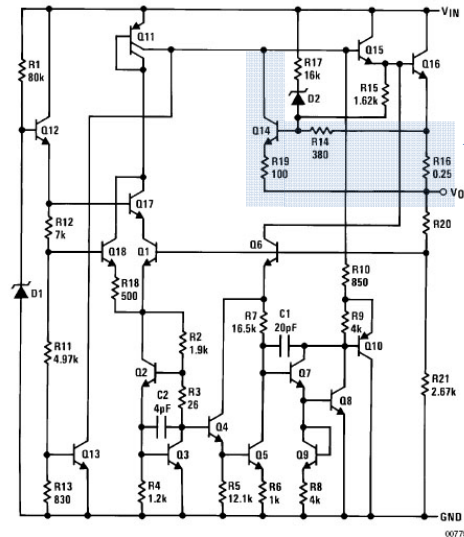 V IN
Q11
Q15
Q16
R1
80k
R17
16k
R15
1.62k
D2
Q12
Q14
R14
380
R16
0.25
R19
100
VO
Q17
R12
7k
R20
Q18
Q1
Q6
R18
500
R10
850
R7
16.5k
C1
20pF
R9
4k
D1
R2
1.9k
Q10
R11
4.97k
Q2
Q7
C2
4pF
R3
26
Q4
Q8
R21
2.67k
Q13
Q3
Q5
Q9
R13
830
R4
1.2k
R5
12.1k
R6
1k
R8
4k
GND